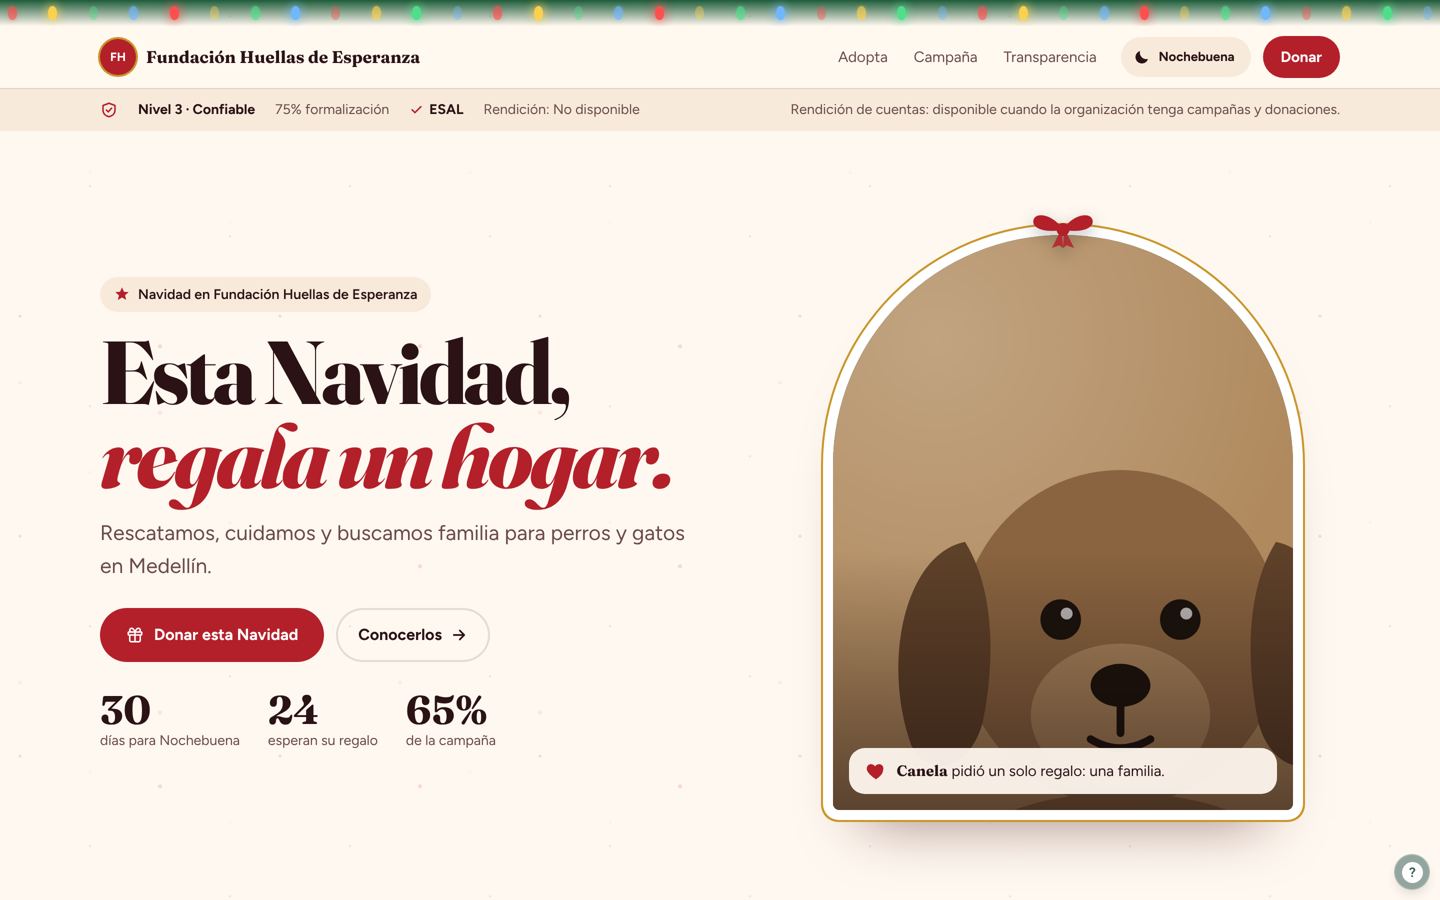 FH
Fundación Huellas de Esperanza
Adopta
Campaña
Transparencia
Nochebuena
Donar
Nivel 3 · Confiable
75% formalización
ESAL
Rendición: No disponible
Rendición de cuentas: disponible cuando la organización tenga campañas y donaciones.
Navidad en Fundación Huellas de Esperanza
Esta Navidad,
regala un hogar.
Rescatamos, cuidamos y buscamos familia para perros y gatos
en Medellín.
Donar esta Navidad
Conocerlos
30
días para Nochebuena
24
esperan su regalo
65%
de la campaña
Canela pidió un solo regalo: una familia.
?